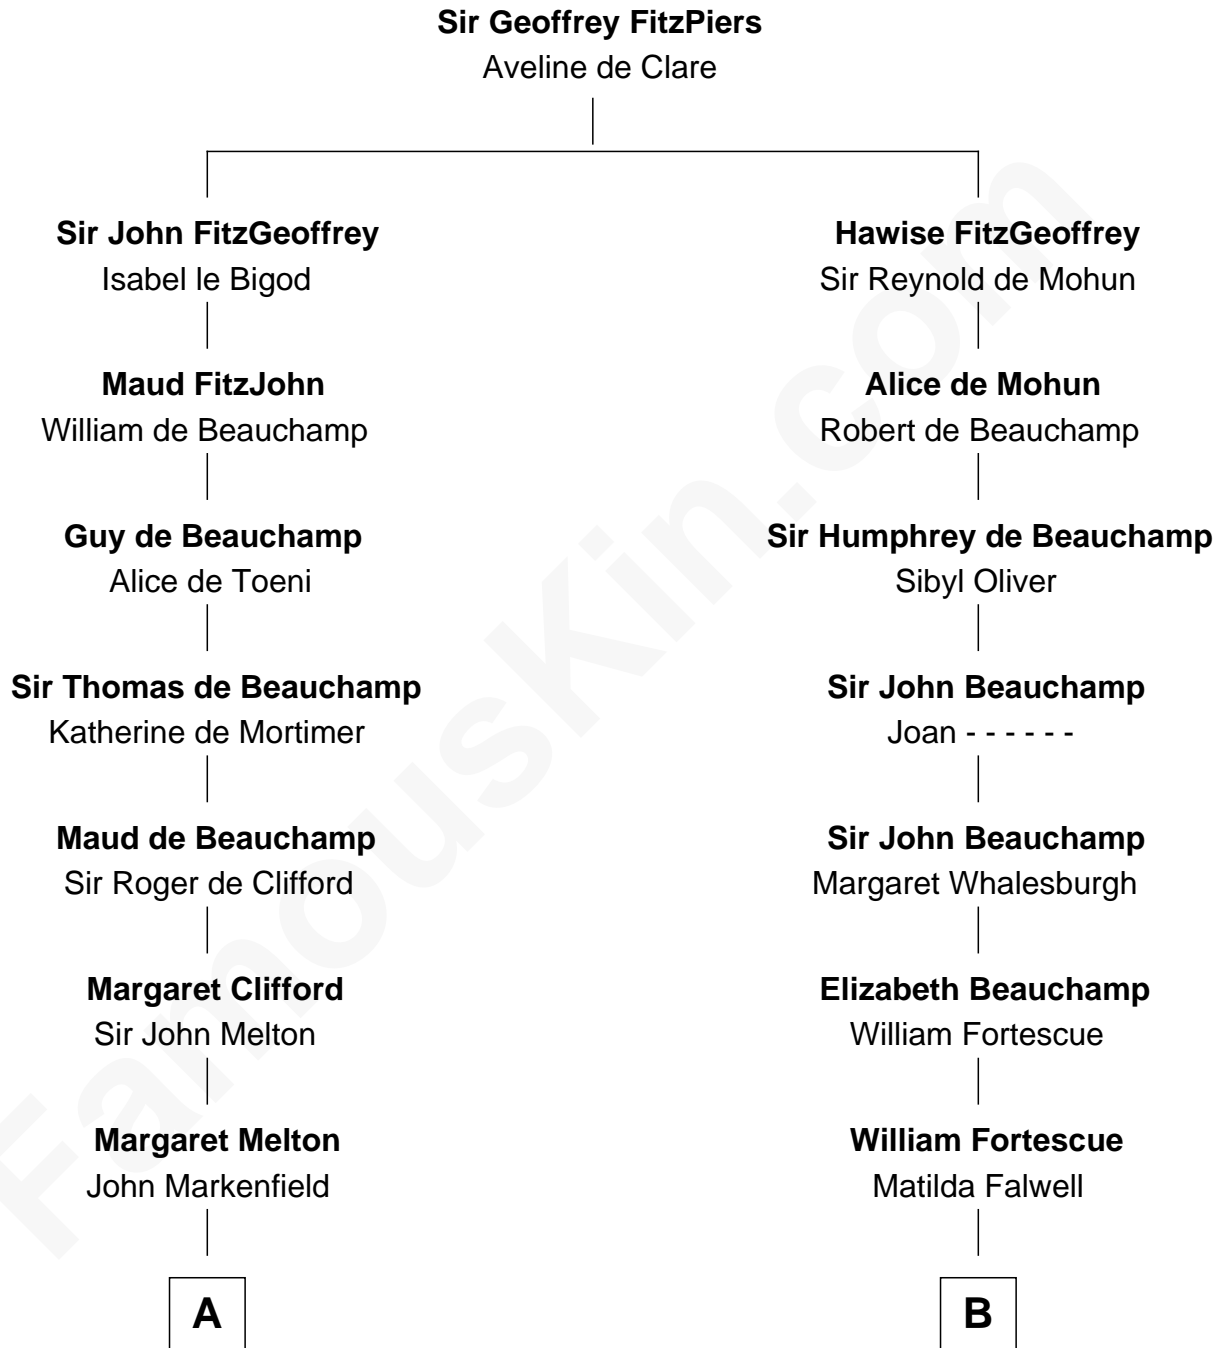 Sir Geoffrey FitzPiers
Aveline de Clare
Sir John FitzGeoffrey
Isabel le Bigod
Maud FitzJohn
William de Beauchamp
Guy de Beauchamp
Alice de Toeni
Sir Thomas de Beauchamp
Katherine de Mortimer
Maud de Beauchamp
Sir Roger de Clifford
Margaret Clifford
Sir John Melton
Margaret Melton
John Markenfield
A
Hawise FitzGeoffrey
Sir Reynold de Mohun
Alice de Mohun
Robert de Beauchamp
Sir Humphrey de Beauchamp
Sibyl Oliver
Sir John Beauchamp
Joan - - - - - -
Sir John Beauchamp
Margaret Whalesburgh
Elizabeth Beauchamp
William Fortescue
William Fortescue
Matilda Falwell
B
FamousKin.com